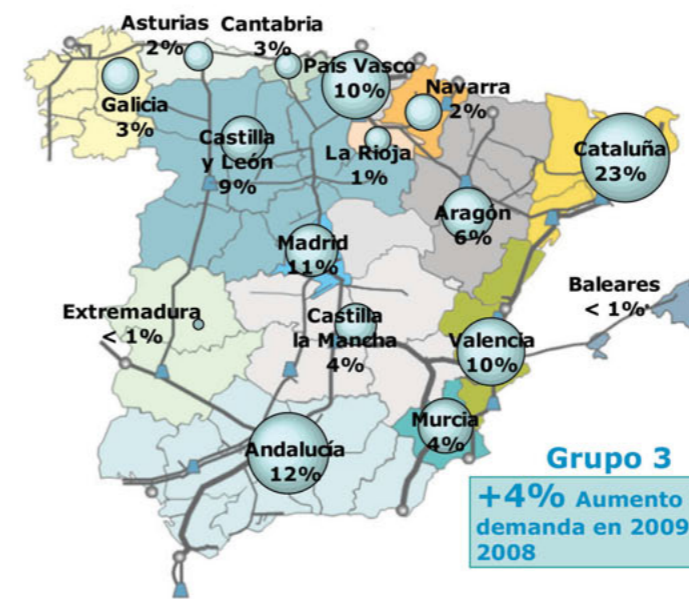 Asturias
2%
Cantabria
3%
País Vasco
10%
Navarra
2%
Galicia
3%
Castilla
y León
9%
La Rioja
1%
Cataluña
23%
Aragón
6%
Madrid
11%
Baleares
< 1%
Extremadura
< 1%
Castilla
la Mancha
4%
Valencia
10%
Murcia
4%
Andalucía
12%
Grupo 3
+4% Aumento
demanda en 2009
2008